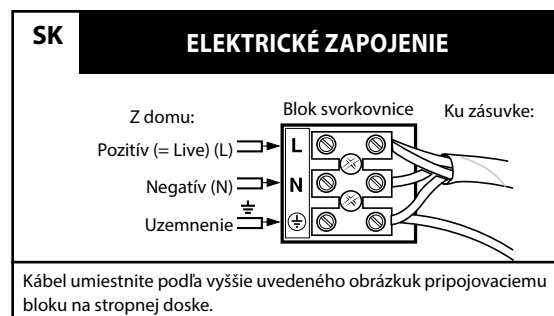 SK
ELEKTRICKÉ ZAPOJENIE
Z domu:
Blok svorkovnice
Ku zásuvke:
Pozitív (= Live) (L)
L
Negatív (N)
N
Uzemnenie
Kábel umiestnite podľa vyššie uvedeného obrázkuk pripojovaciemu
bloku na stropnej doske.